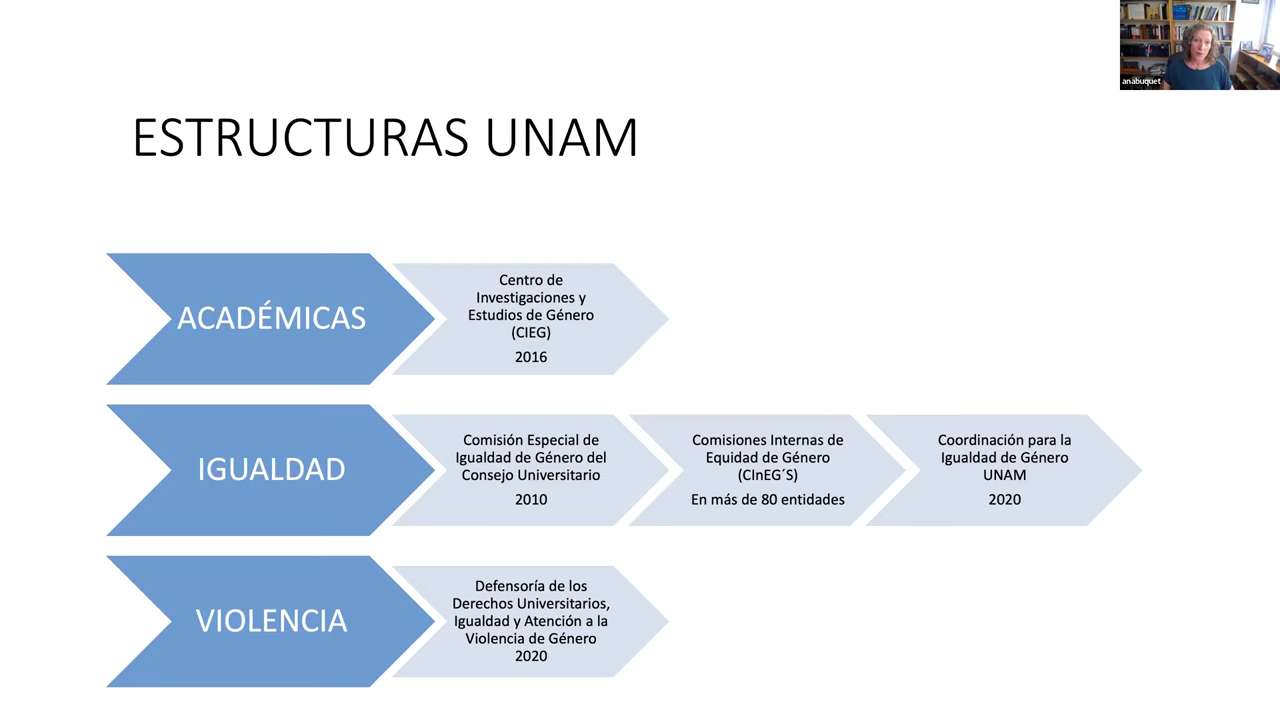 anabuquet
ESTRUCTURAS UNAM
ACADÉMICAS
Centro de
Investigaciones y
Estudios de Género
(CIEG)
2016
IGUALDAD
Comisión Especial de
Igualdad de Género del
Consejo Universitario
2010
Comisiones Internas de
Equidad de Género
(CInEG´S)
En más de 80 entidades
Coordinación para la
Igualdad de Género
UNAM
2020
VIOLENCIA
Defensoría de los
Derechos Universitarios,
Igualdad y Atención a la
Violencia de Género
2020